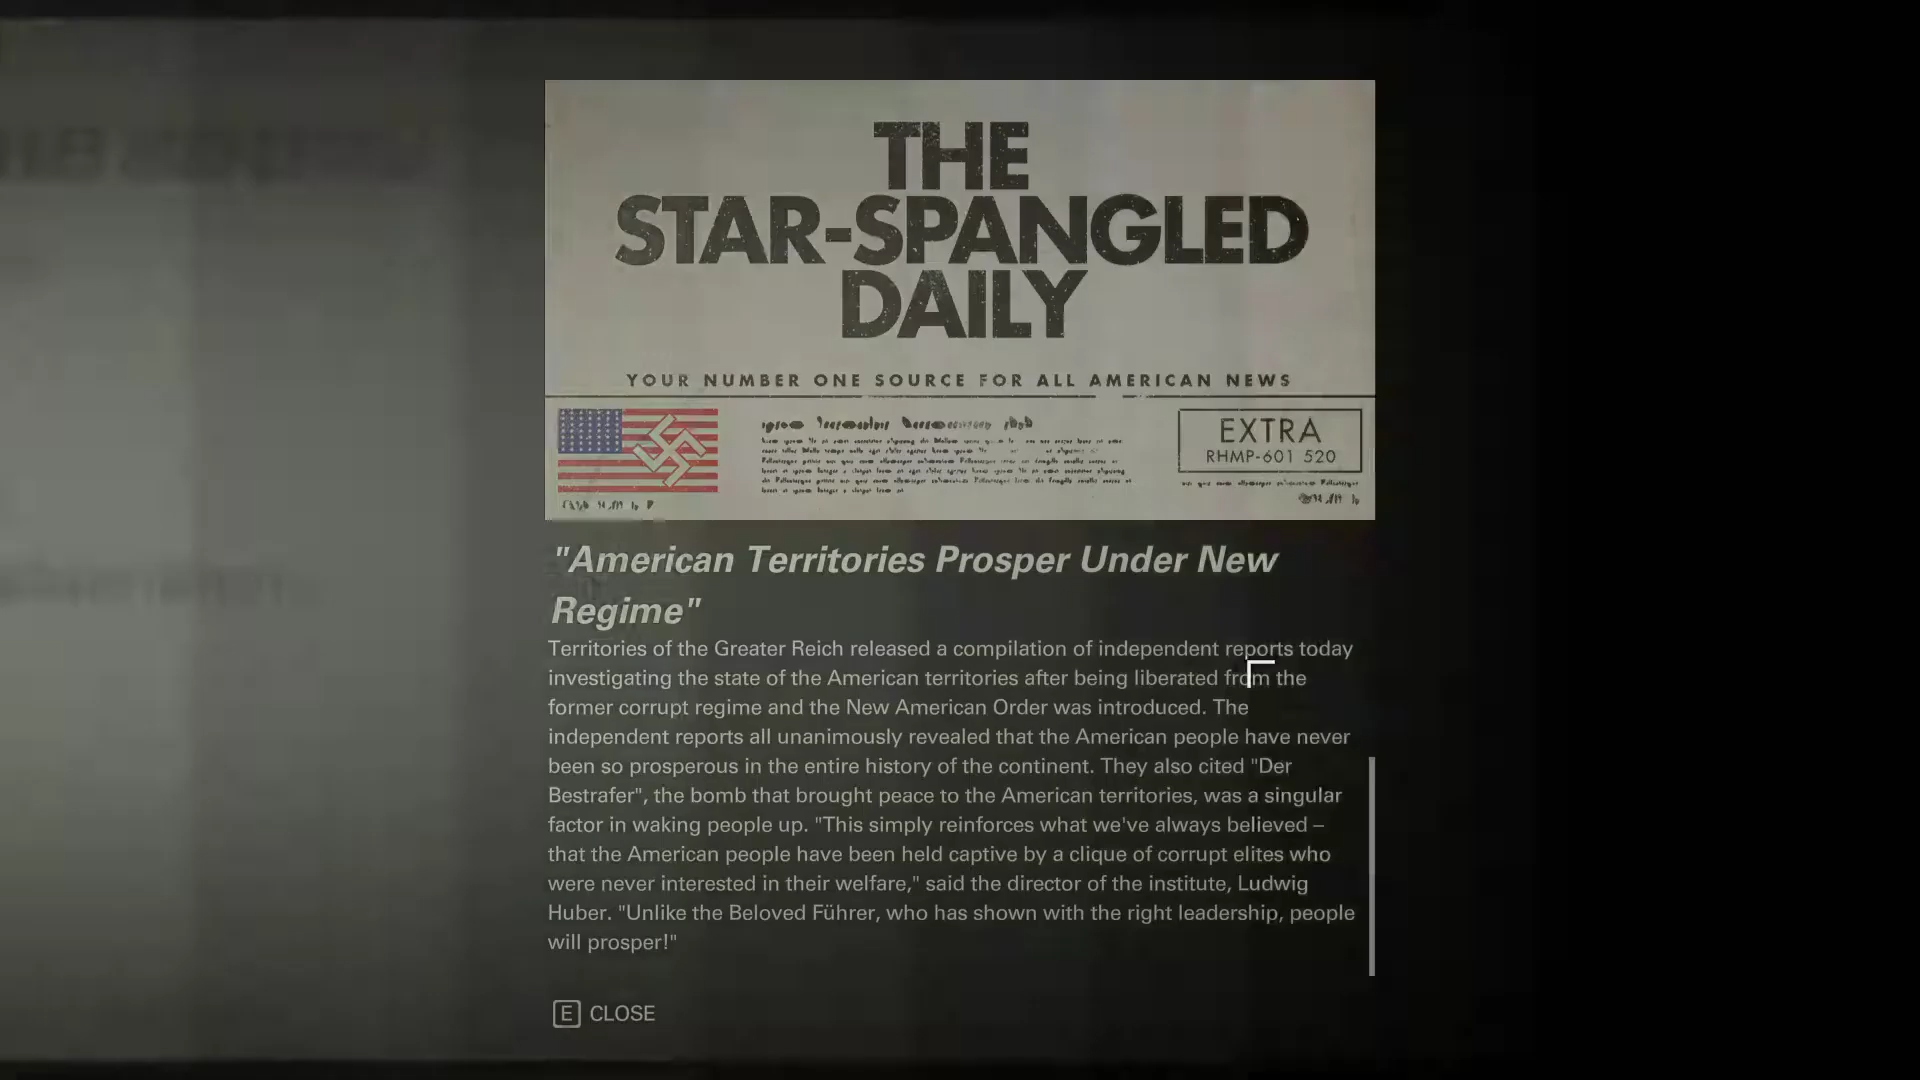 THE
STAR-SPANGLED
DAILY
YOUR NUMBER ONE SOURCE FOR ALL AMERICAN NEWS
EXTRA
RHMP-601 520
"American Territories Prosper Under New
Regime"
Territories of the Greater Reich released a compilation of independent reports today
investigating the state of the American territories after being liberated from the
former corrupt regime and the New American Order was introduced. The
independent reports all unanimously revealed that the American people have never
been so prosperous in the entire history of the continent. They also cited "Der
Bestrafer", the bomb that brought peace to the American territories, was a singular
factor in waking people up. "This simply reinforces what we've always believed –
that the American people have been held captive by a clique of corrupt elites who
were never interested in their welfare," said the director of the institute, Ludwig
Huber. "Unlike the Beloved Führer, who has shown with the right leadership, people
will prosper!"
E CLOSE